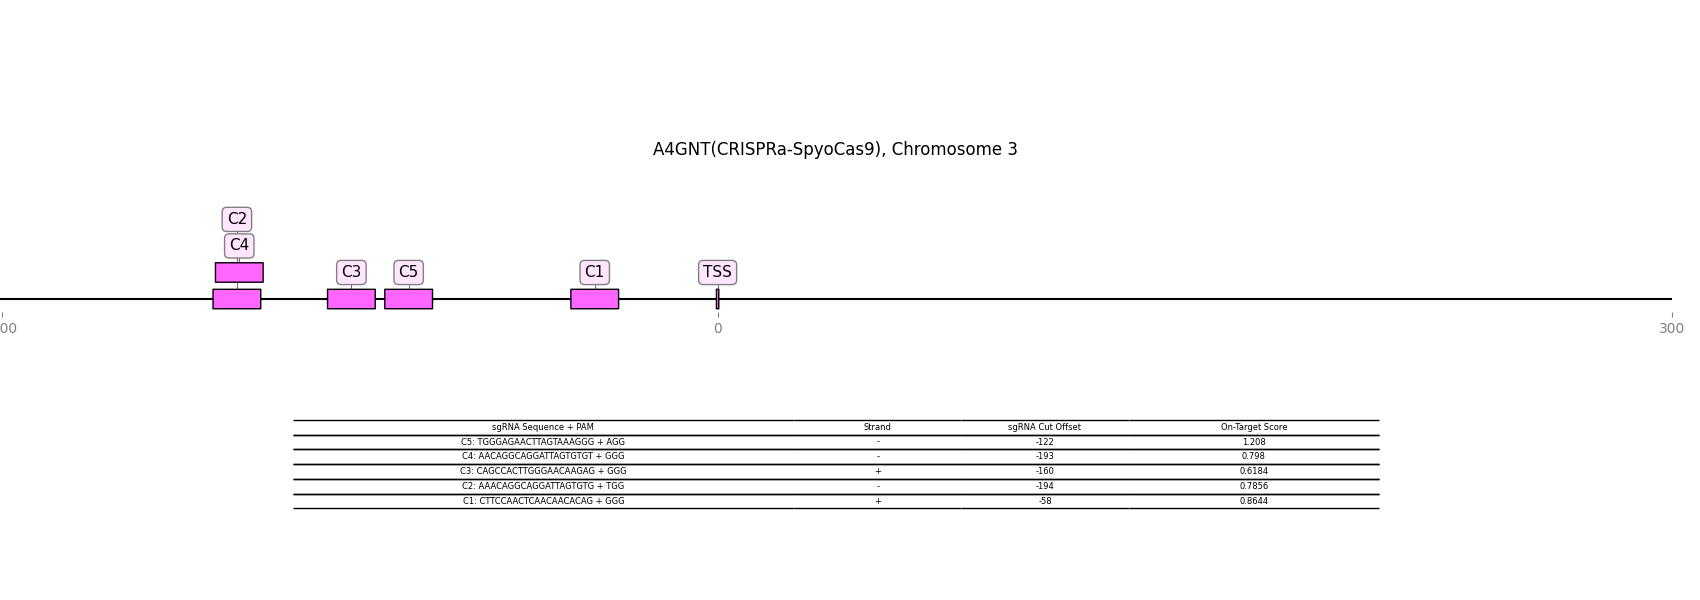 A4GNT(CRISPRa-SpyoCas9), Chromosome 3
C2
C4
C3 C5 C1 TSS
00 0 300
sgRNA Sequence + PAM Strand sgRNA Cut Offset On-Target Score
C5: TGGGAGAACTTAGTAAAGGG + AGG - -122 1.208
C4: AACAGGCAGGATTAGTGTGT + GGG - -193 0.798
C3: CAGCCACTTGGGAACAAGAG + GGG + -160 0.6184
C2: AAACAGGCAGGATTAGTGTG + TGG - -194 0.7856
C1: CTTCCAACTCAACAACACAG + GGG + -58 0.8644